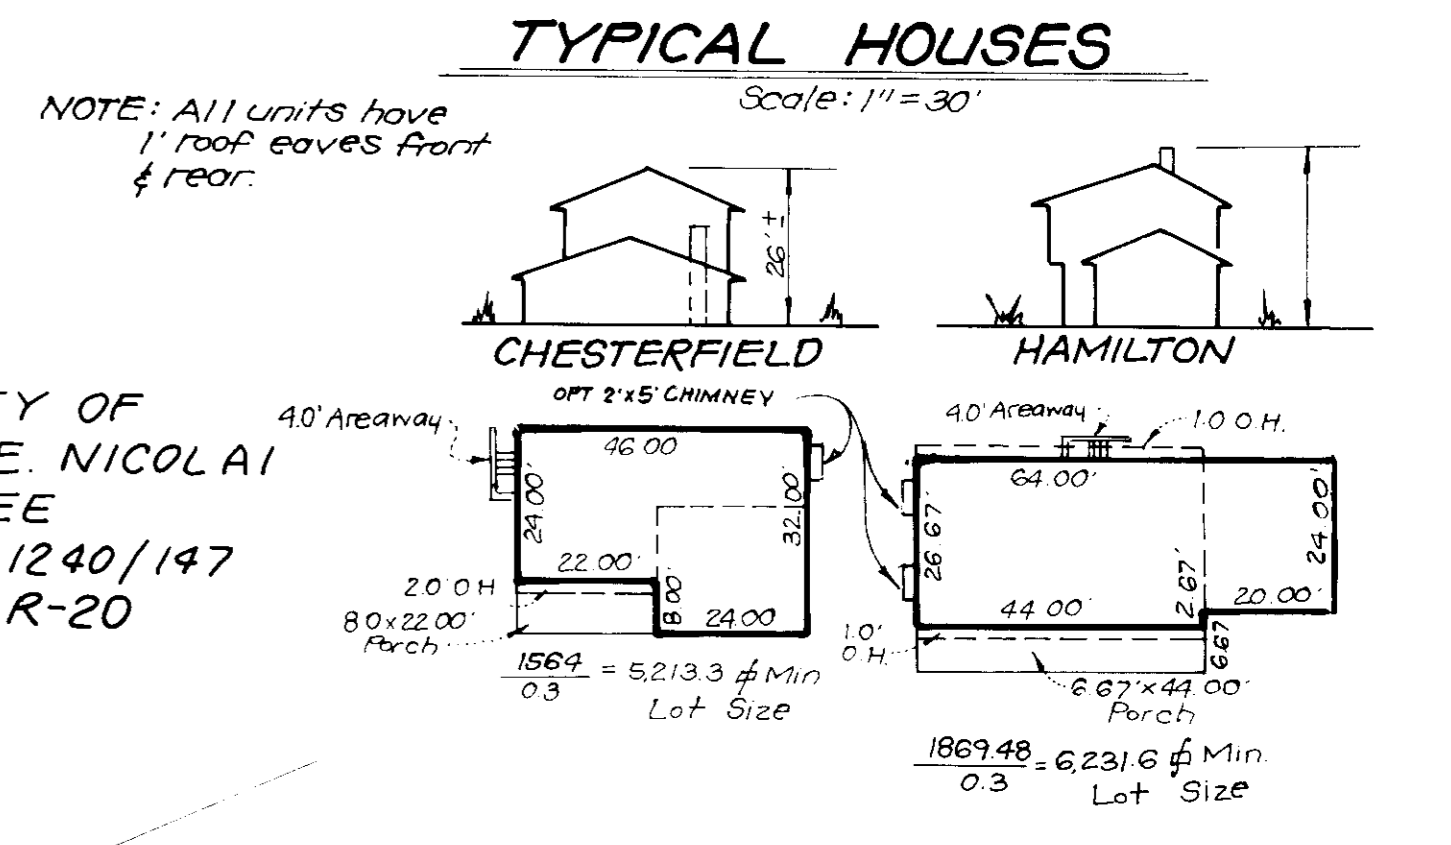 TYPICAL HOUSES
Scale: 1" = 30'
NOTE: All units have
1' roof eaves front
& rear.
26' ±
CHESTERFIELD
HAMILTON
OPT 2'x5' CHIMNEY
TY OF
E. NICOLAI
EE
1240/147
R-20
4.0' Areaway
46.00
24.00'
32.00'
22.00'
8.00'
24.00
2.0' O H
8.0x22.00'
Porch
1564
0.3
= 5,213.3 ⏍ Min
Lot Size
4.0' Areaway
1.0 O.H.
64.00'
26.67'
24.00'
44.00'
2.67'
20.00'
1.0'
O.H.
6.67
6.67'x44.00'
Porch
1869.48
0.3
= 6,231.6 ⏍ Min.
Lot Size